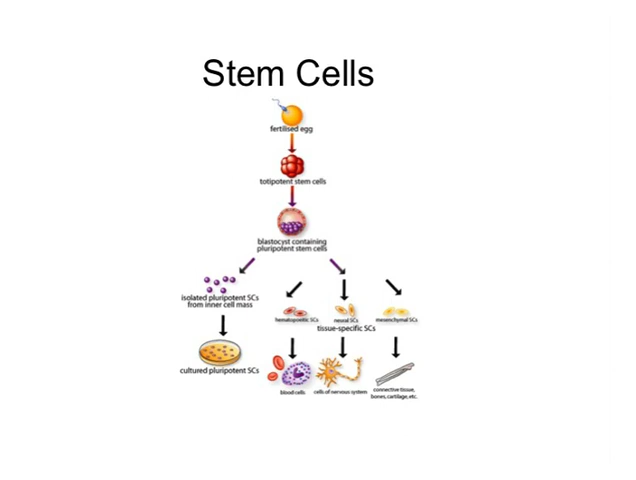 Stem Cells
fertilised egg
totipotent stem cells
blastocyst containing
pluripotent stem cells
isolated pluripotent SCs
from inner cell mass
hematopoietic SCs
neural SCs
mesenchymal SCs
tissue-specific SCs
cultured pluripotent SCs
blood cells
cells of nervous system
connective tissue,
bones, cartilage, etc.